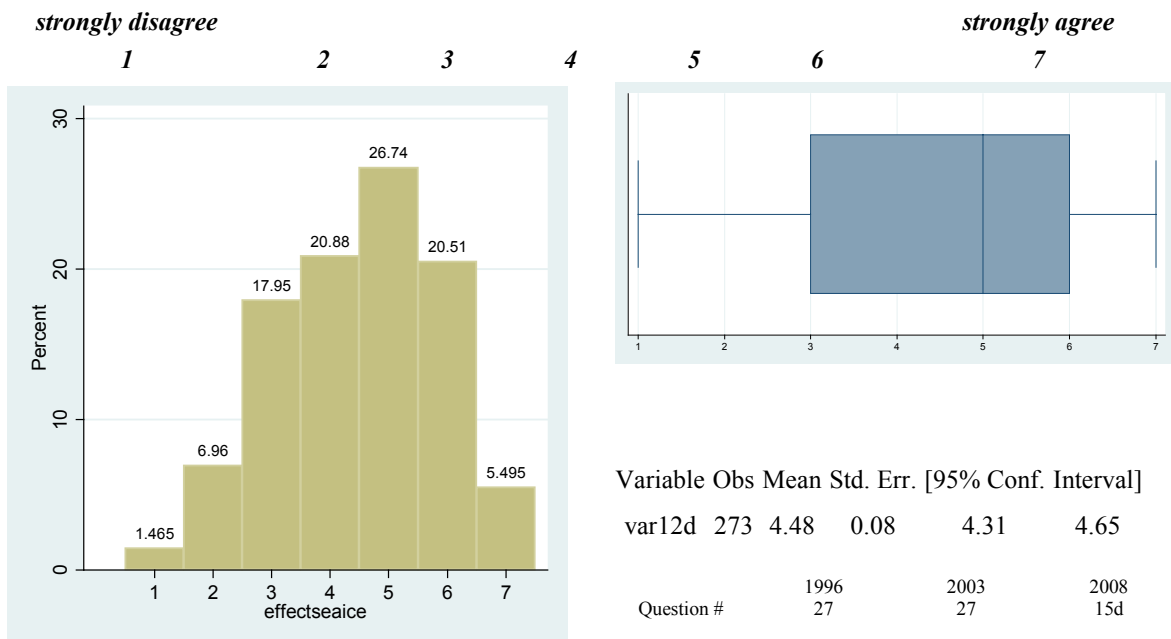 strongly disagree strongly agree
1 2 3 4 5 6 7
30
20
10
0
Percent
1.465
6.96
17.95
20.88
26.74
20.51
5.495
1 2 3 4 5 6 7
effectseaice
1 2 3 4 5 6 7
Variable Obs Mean Std. Err. [95% Conf. Interval]
var12d 273 4.48 0.08 4.31 4.65
1996 2003 2008
Question # 27 27 15d